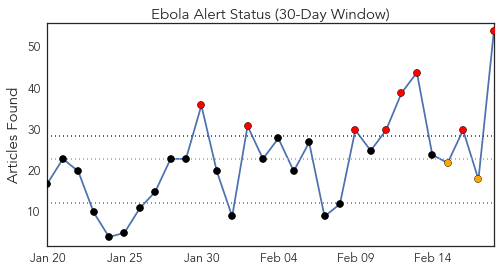 Ebola Alert Status (30-Day Window)
Articles Found
50
40
30
20
10
Jan 20 Jan 25 Jan 30 Feb 04 Feb 09 Feb 14